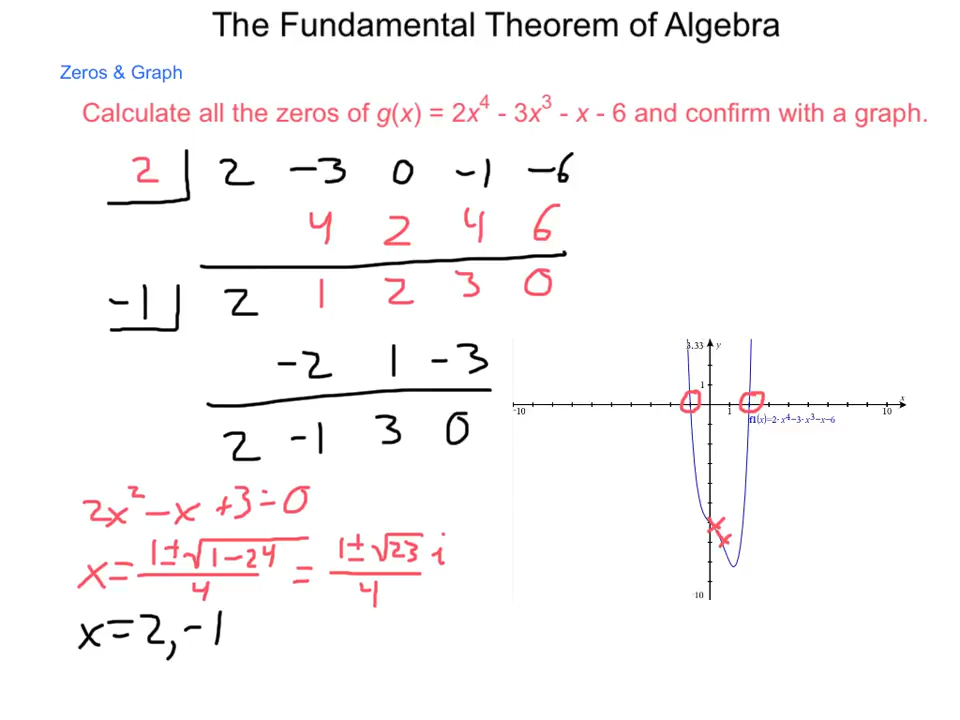 The Fundamental Theorem of Algebra
Zeros & Graph
Calculate all the zeros of g(x) = 2x⁴ - 3x³ - x - 6 and confirm with a graph.
2 2 -3 0 -1 -6
4 2 4 6
-1 2 1 2 3 0
-2 1 -3
2 -1 3 0
2x² - x + 3 = 0
x = (1 ± √(1 - 24))/4 = (1 ± √23 i)/4
x = 2, -1
3.33 y
1
-10 1 10 x
f1(x)=2·x⁴-3·x³-x-6
-10